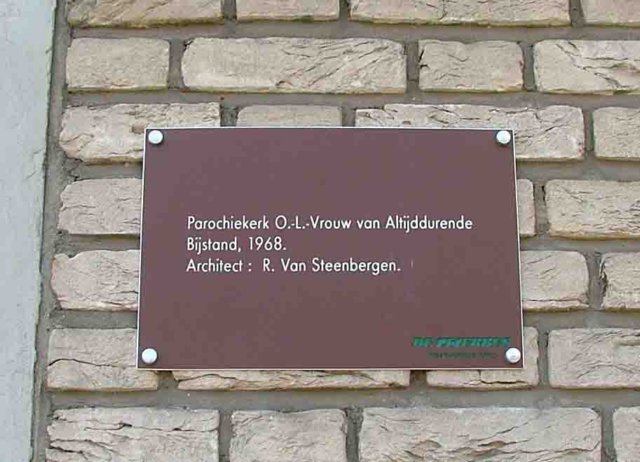 Parochiekerk O.-L.-Vrouw van Altijddurende
Bijstand, 1968.
Architect : R. Van Steenbergen.